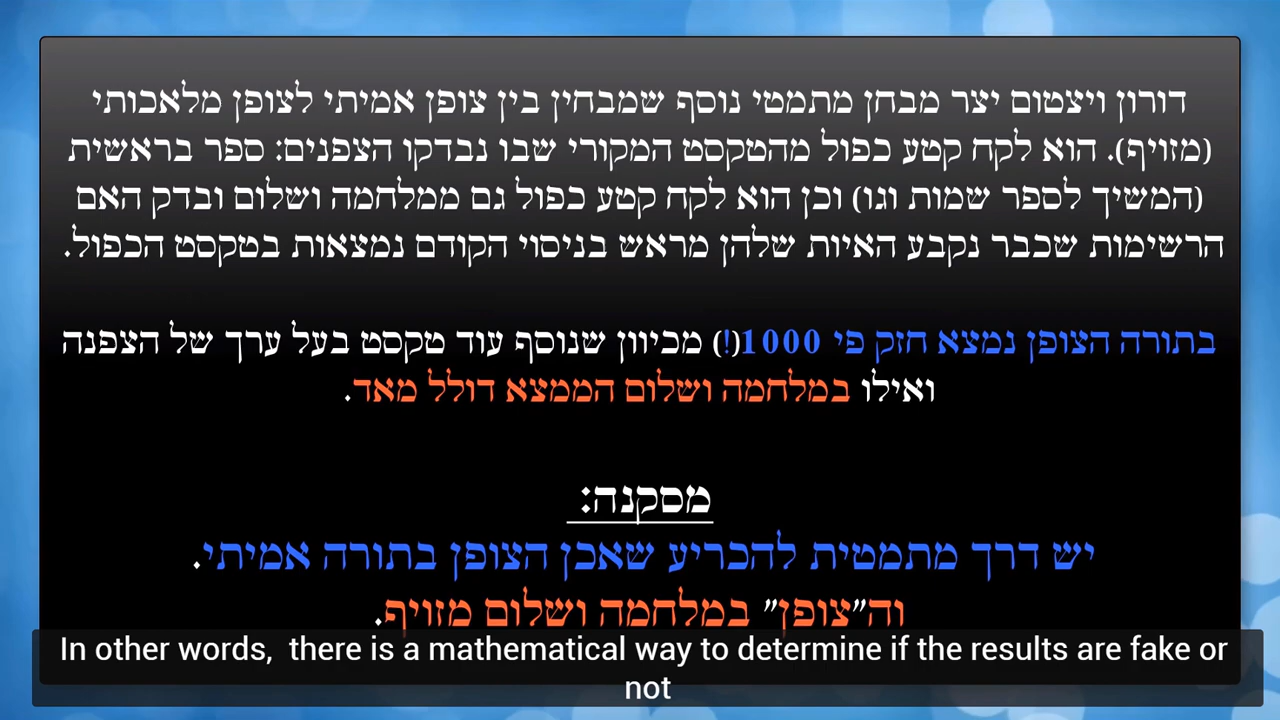 דורון ויצטום יצר מבחן מתמטי נוסף שמבחין בין צופן אמיתי לצופן מלאכותי
(מזויף). הוא לקח קטע כפול מהטקסט המקורי שבו נבדקו הצפנים: ספר בראשית
(המשיך לספר שמות וגו) וכן הוא לקח קטע כפול גם ממלחמה ושלום ובדק האם
הרשימות שכבר נקבע האיות שלהן מראש בניסוי הקודם נמצאות בטקסט הכפול.
בתורה הצופן נמצא חזק פי 1000(!) מכיוון שנוסף עוד טקסט בעל ערך של הצפנה
ואילו במלחמה ושלום הממצא דולל מאד.
מסקנה:
יש דרך מתמטית להכריע שאכן הצופן בתורה אמיתי.
וה"צופן" במלחמה ושלום מזויף.
In other words,  there is a mathematical way to determine if the results are fake or
not